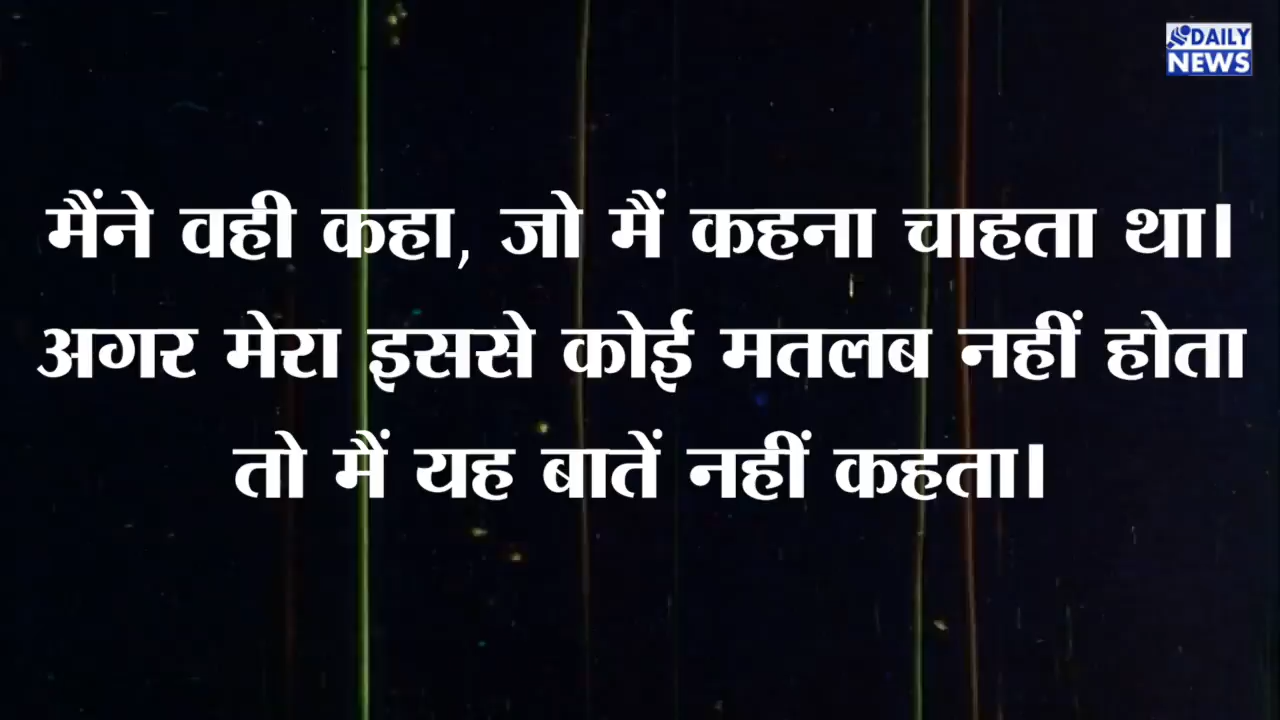 DAILY
NEWS
मैंने वही कहा, जो मैं कहना चाहता था।
अगर मेरा इससे कोई मतलब नहीं होता
तो मैं यह बातें नहीं कहता।